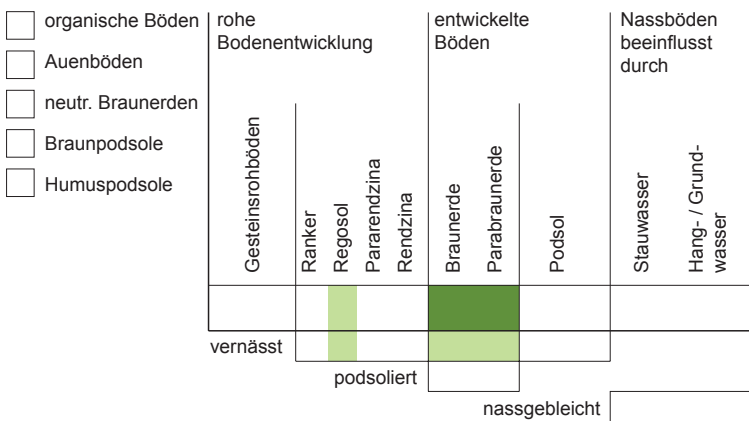 organische Böden
Auenböden
neutr. Braunerden
Braunpodsole
Humuspodsole
rohe
Bodenentwicklung
entwickelte
Böden
Nassböden
beeinflusst
durch
Gesteinsrohböden
Ranker
Regosol
Pararendzina
Rendzina
Braunerde
Parabraunerde
Podsol
Stauwasser
Hang- / Grund-
wasser
vernässt
podsoliert
nassgebleicht